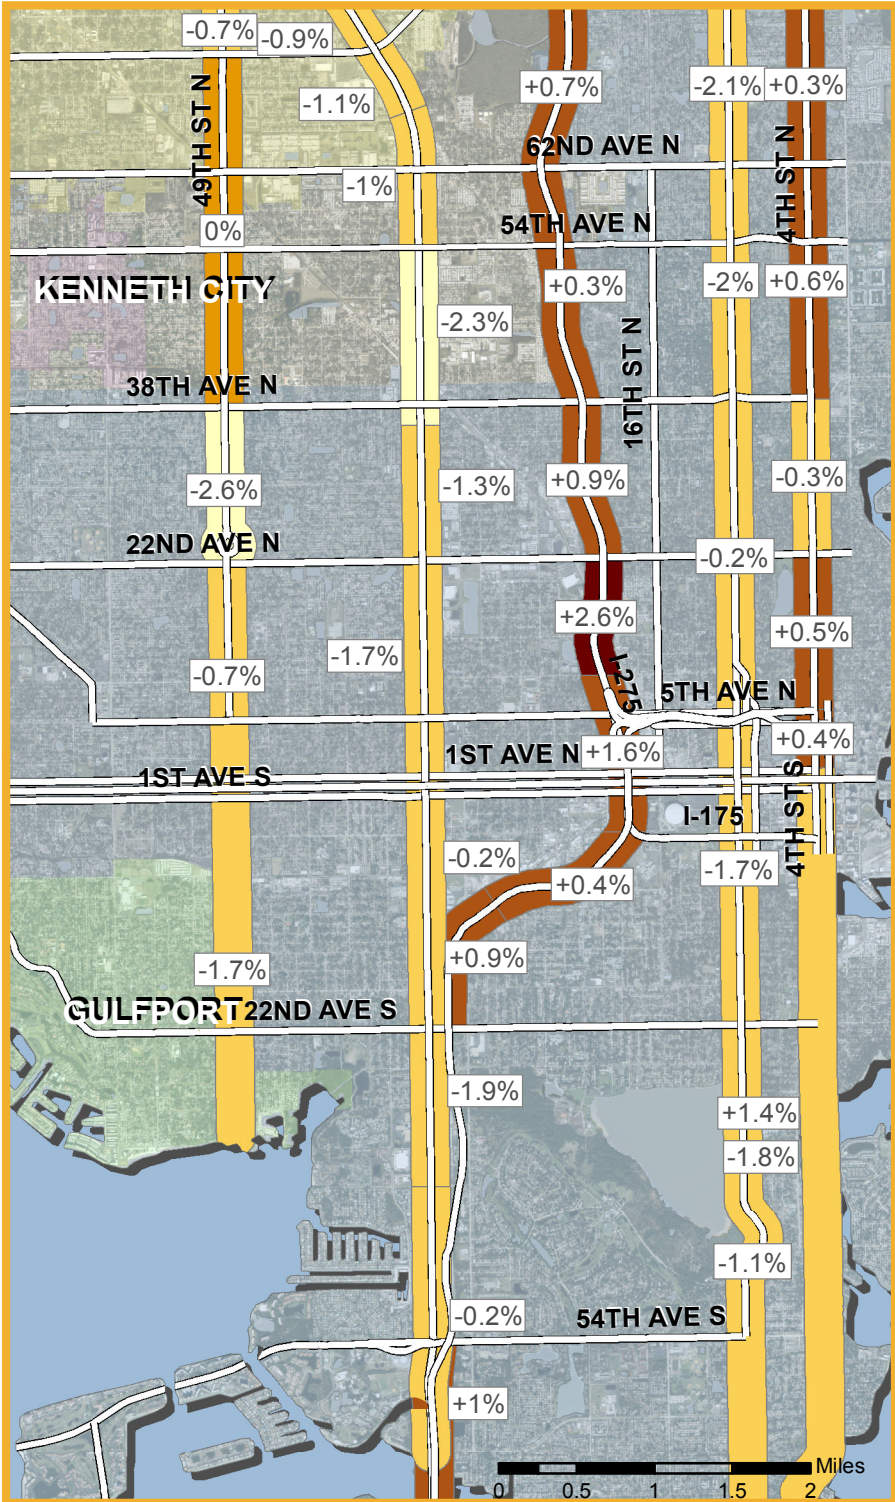 -0.7%
-0.9%
+0.7%
-2.1%
+0.3%
-1.1%
49TH ST N
62ND AVE N
4TH ST N
-1%
54TH AVE N
0%
KENNETH CITY
+0.3%
-2%
+0.6%
-2.3%
16TH ST N
38TH AVE N
-2.6%
-1.3%
+0.9%
-0.3%
22ND AVE N
-0.2%
+2.6%
+0.5%
-1.7%
-0.7%
I-275
5TH AVE N
+0.4%
1ST AVE N
+1.6%
1ST AVE S
I-175
4TH ST S
-0.2%
-1.7%
+0.4%
+0.9%
-1.7%
GULFPORT
22ND AVE S
-1.9%
+1.4%
-1.8%
-1.1%
-0.2%
54TH AVE S
+1%
Miles
0 0.5 1 1.5 2